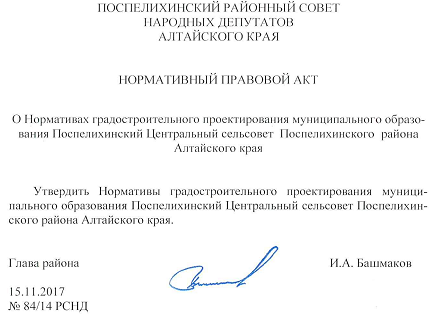 ПОСПЕЛИХИНСКИЙ РАЙОННЫЙ СОВЕТ
НАРОДНЫХ ДЕПУТАТОВ
АЛТАЙСКОГО КРАЯ
НОРМАТИВНЫЙ ПРАВОВОЙ АКТ
О Нормативах градостроительного проектирования муниципального образо-
вания Поспелихинский Центральный сельсовет Поспелихинского района
Алтайского края
Утвердить Нормативы градостроительного проектирования муници-
пального образования Поспелихинский Центральный сельсовет Поспелихин-
ского района Алтайского края.
Глава района И.А. Башмаков
15.11.2017
№ 84/14 РСНД